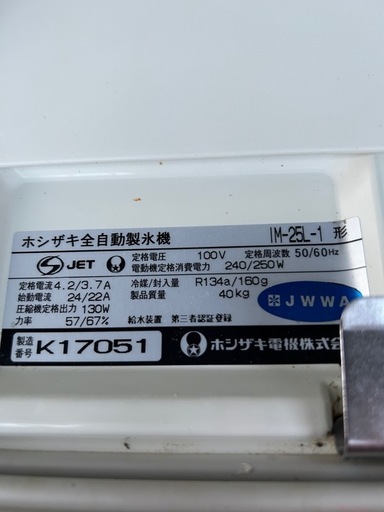 ホシザキ全自動製氷機 IM-25L-1 形
JET 定格電圧 100V 定格周波数 50/60Hz
電動機定格消費電力 240/250W
定格電流 4.2/3.7A 冷媒/封入量 R134a/160g
始動電流 24/22A 製品質量 40kg
圧縮機定格出力 130W JWWA
力率 57/67% 給水装置 第三者認証登録
製造番号 K17051 ホシザキ電機株式会